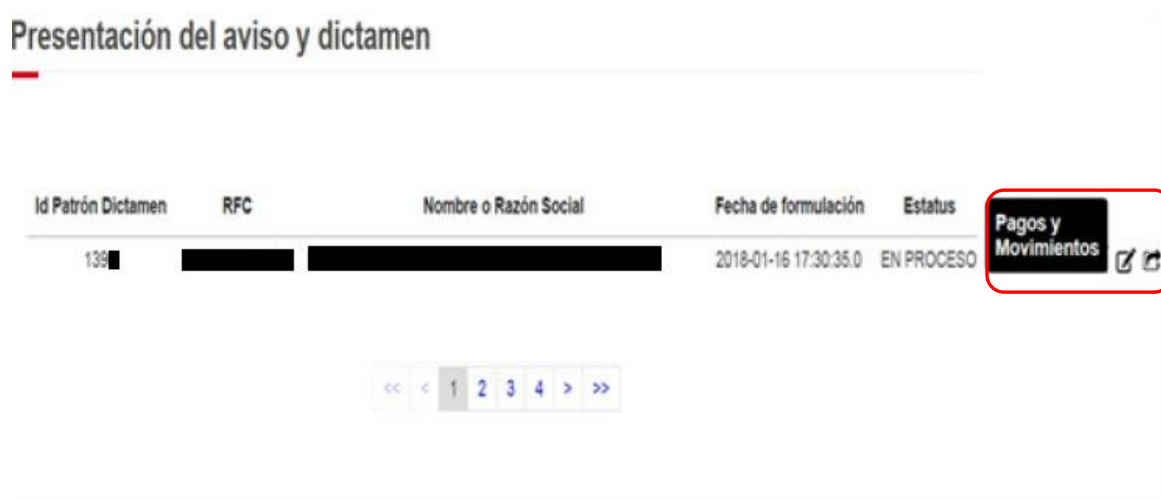 Presentación del aviso y dictamen
Id Patrón Dictamen RFC Nombre o Razón Social Fecha de formulación Estatus
Pagos y
Movimientos
139 2018-01-16 17:30:35.0 EN PROCESO
<< < 1 2 3 4 > >>